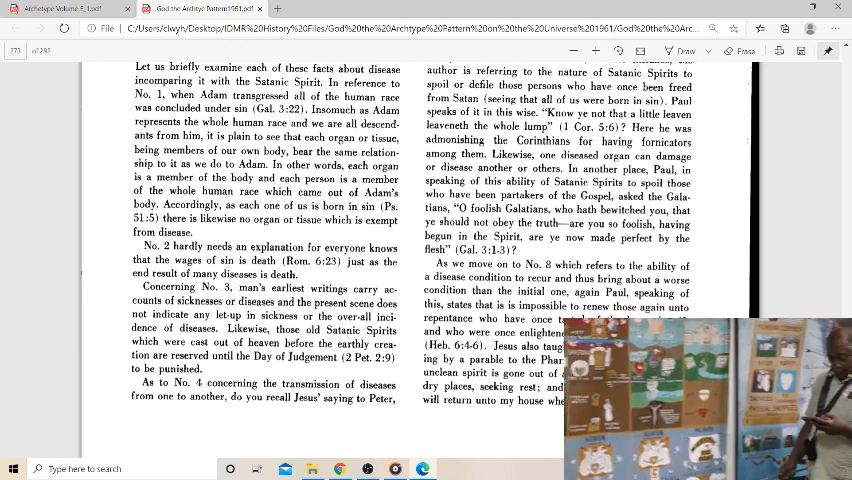 Archetype Volume E_1.pdf
God the Archtye Pattern1961.pdf
File
C:/Users/clwyh/Desktop/IDMR%20History%20Files/God%20the%20Archtype%20Pattern%20on%20the%20Universe%201961/God%20the%20Arc...
273 of 292
Draw
Erase
Let us briefly examine each of these facts about disease
incomparing it with the Satanic Spirit. In reference to
No. 1, when Adam transgressed all of the human race
was concluded under sin (Gal. 3:22). Insomuch as Adam
represents the whole human race and we are all descend-
ants from him, it is plain to see that each organ or tissue,
being members of our own body, bear the same relation-
ship to it as we do to Adam. In other words, each organ
is a member of the body and each person is a member
of the whole human race which came out of Adam's
body. Accordingly, as each one of us is born in sin (Ps.
51:5) there is likewise no organ or tissue which is exempt
from disease.
No. 2 hardly needs an explanation for everyone knows
that the wages of sin is death (Rom. 6:23) just as the
end result of many diseases is death.
Concerning No. 3, man's earliest writings carry ac-
counts of sicknesses or diseases and the present scene does
not indicate any let-up in sickness or the over-all inci-
dence of diseases. Likewise, those old Satanic Spirits
which were cast out of heaven before the earthly crea-
tion are reserved until the Day of Judgement (2 Pet. 2:9)
to be punished.
As to No. 4 concerning the transmission of diseases
from one to another, do you recall Jesus' saying to Peter,
author is referring to the nature of Satanic Spirits to
spoil or defile those persons who have once been freed
from Satan (seeing that all of us were born in sin). Paul
speaks of it in this wise. "Know ye not that a little leaven
leaveneth the whole lump" (1 Cor. 5:6)? Here he was
admonishing the Corinthians for having fornicators
among them. Likewise, one diseased organ can damage
or disease another or others. In another place, Paul, in
speaking of this ability of Satanic Spirits to spoil those
who have been partakers of the Gospel, asked the Gala-
tians, "O foolish Galatians, who hath bewitched you, that
ye should not obey the truth—are you so foolish, having
begun in the Spirit, are ye now made perfect by the
flesh" (Gal. 3:1-3)?
As we move on to No. 8 which refers to the ability of
a disease condition to recur and thus bring about a worse
condition than the initial one, again Paul, speaking of
this, states that is is impossible to renew those again unto
repentance who have once
and who were once enlightene
(Heb. 6:4-6). Jesus also taug
ing by a parable to the Phar
unclean spirit is gone out of
dry places, seeking rest; and
will return unto my house whe
Type here to search